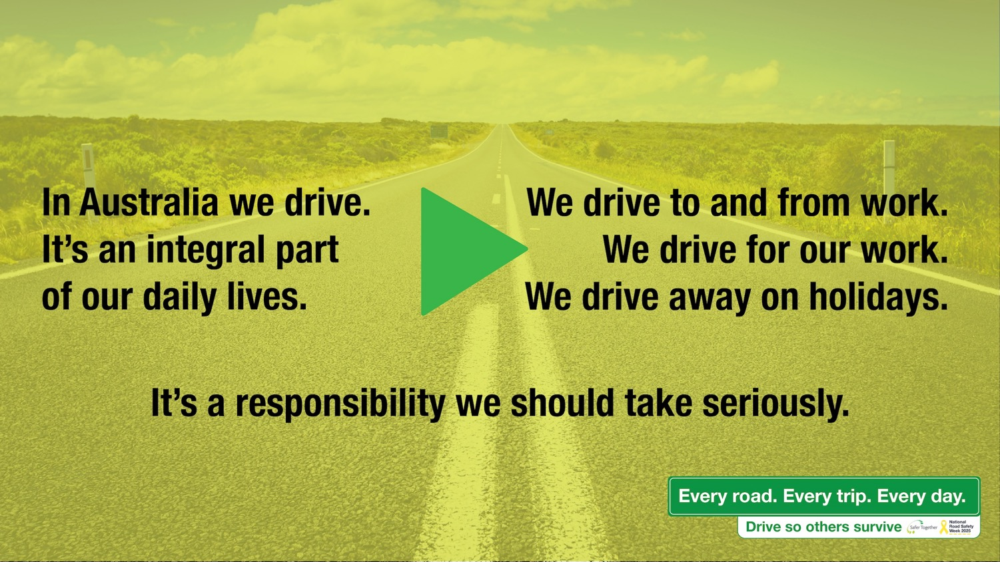 In Australia we drive.
It’s an integral part
of our daily lives.
We drive to and from work.
We drive for our work.
We drive away on holidays.
It’s a responsibility we should take seriously.
Every road. Every trip. Every day.
Drive so others survive
Safer Together
National
Road Safety
Week 2025